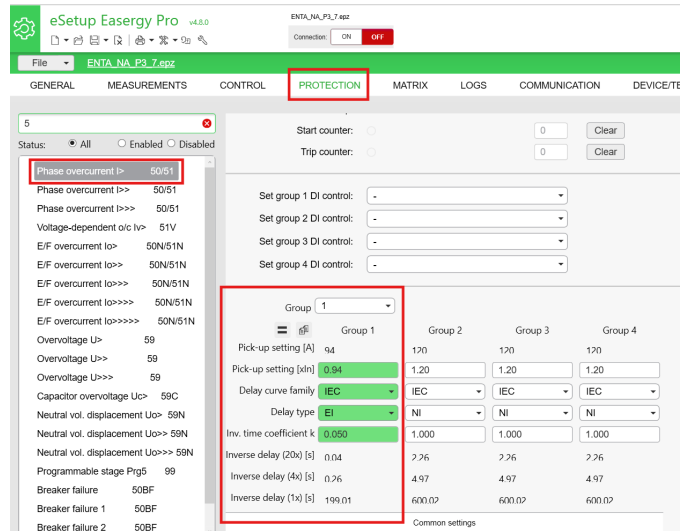 eSetup Easergy Pro v4.8.0
ENTA_NA_P3_7.epz
Connection: ON OFF
File ENTA_NA_P3_7.epz
GENERAL MEASUREMENTS CONTROL PROTECTION MATRIX LOGS COMMUNICATION DEVICE/TE
5
Status: All Enabled Disabled
Start counter: 0 Clear
Trip counter: 0 Clear
Phase overcurrent I> 50/51
Phase overcurrent I>> 50/51
Phase overcurrent I>>> 50/51
Voltage-dependent o/c Iv> 51V
E/F overcurrent Io> 50N/51N
E/F overcurrent Io>> 50N/51N
E/F overcurrent Io>>> 50N/51N
E/F overcurrent Io>>>> 50N/51N
E/F overcurrent Io>>>>> 50N/51N
Overvoltage U> 59
Overvoltage U>> 59
Overvoltage U>>> 59
Capacitor overvoltage Uc> 59C
Neutral vol. displacement Uo> 59N
Neutral vol. displacement Uo>> 59N
Neutral vol. displacement Uo>>> 59N
Programmable stage Prg5 99
Breaker failure 50BF
Breaker failure 1 50BF
Breaker failure 2 50BF
Set group 1 DI control: -
Set group 2 DI control: -
Set group 3 DI control: -
Set group 4 DI control: -
Group 1
Group 1 Group 2 Group 3 Group 4
Pick-up setting [A] 94 120 120 120
Pick-up setting [xIn] 0.94 1.20 1.20 1.20
Delay curve family IEC IEC IEC IEC
Delay type EI NI NI NI
Inv. time coefficient k 0.050 1.000 1.000 1.000
Inverse delay (20x) [s] 0.04 2.26 2.26 2.26
Inverse delay (4x) [s] 0.26 4.97 4.97 4.97
Inverse delay (1x) [s] 199.01 600.02 600.02 600.02
Common settings